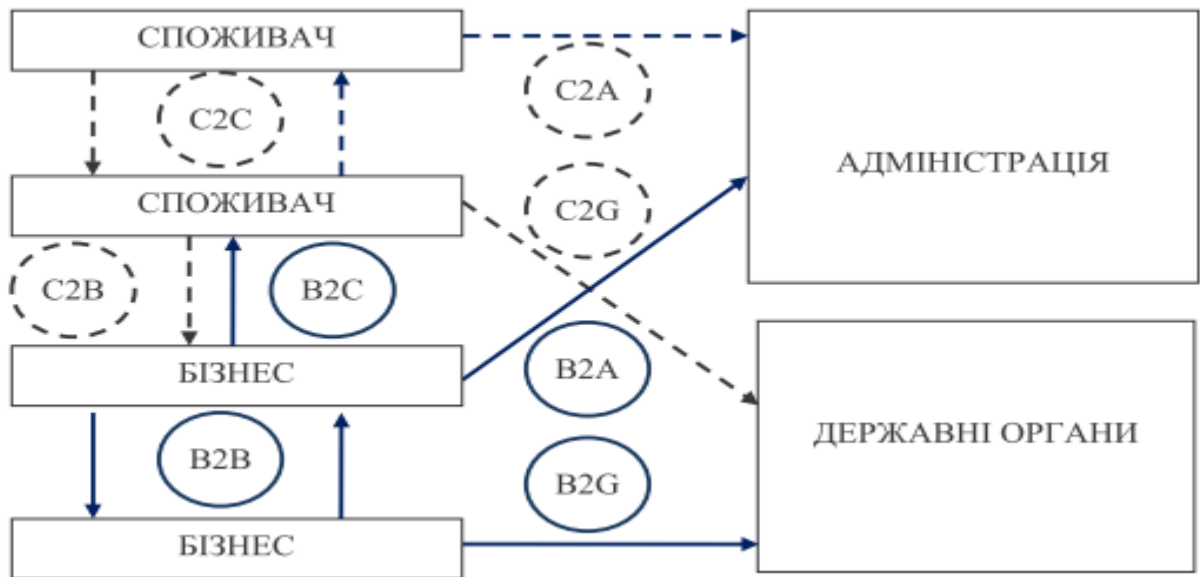 СПОЖИВАЧ
C2A
C2C
АДМІНІСТРАЦІЯ
СПОЖИВАЧ
C2G
C2B
B2C
БІЗНЕС
B2A
ДЕРЖАВНІ ОРГАНИ
B2B
B2G
БІЗНЕС